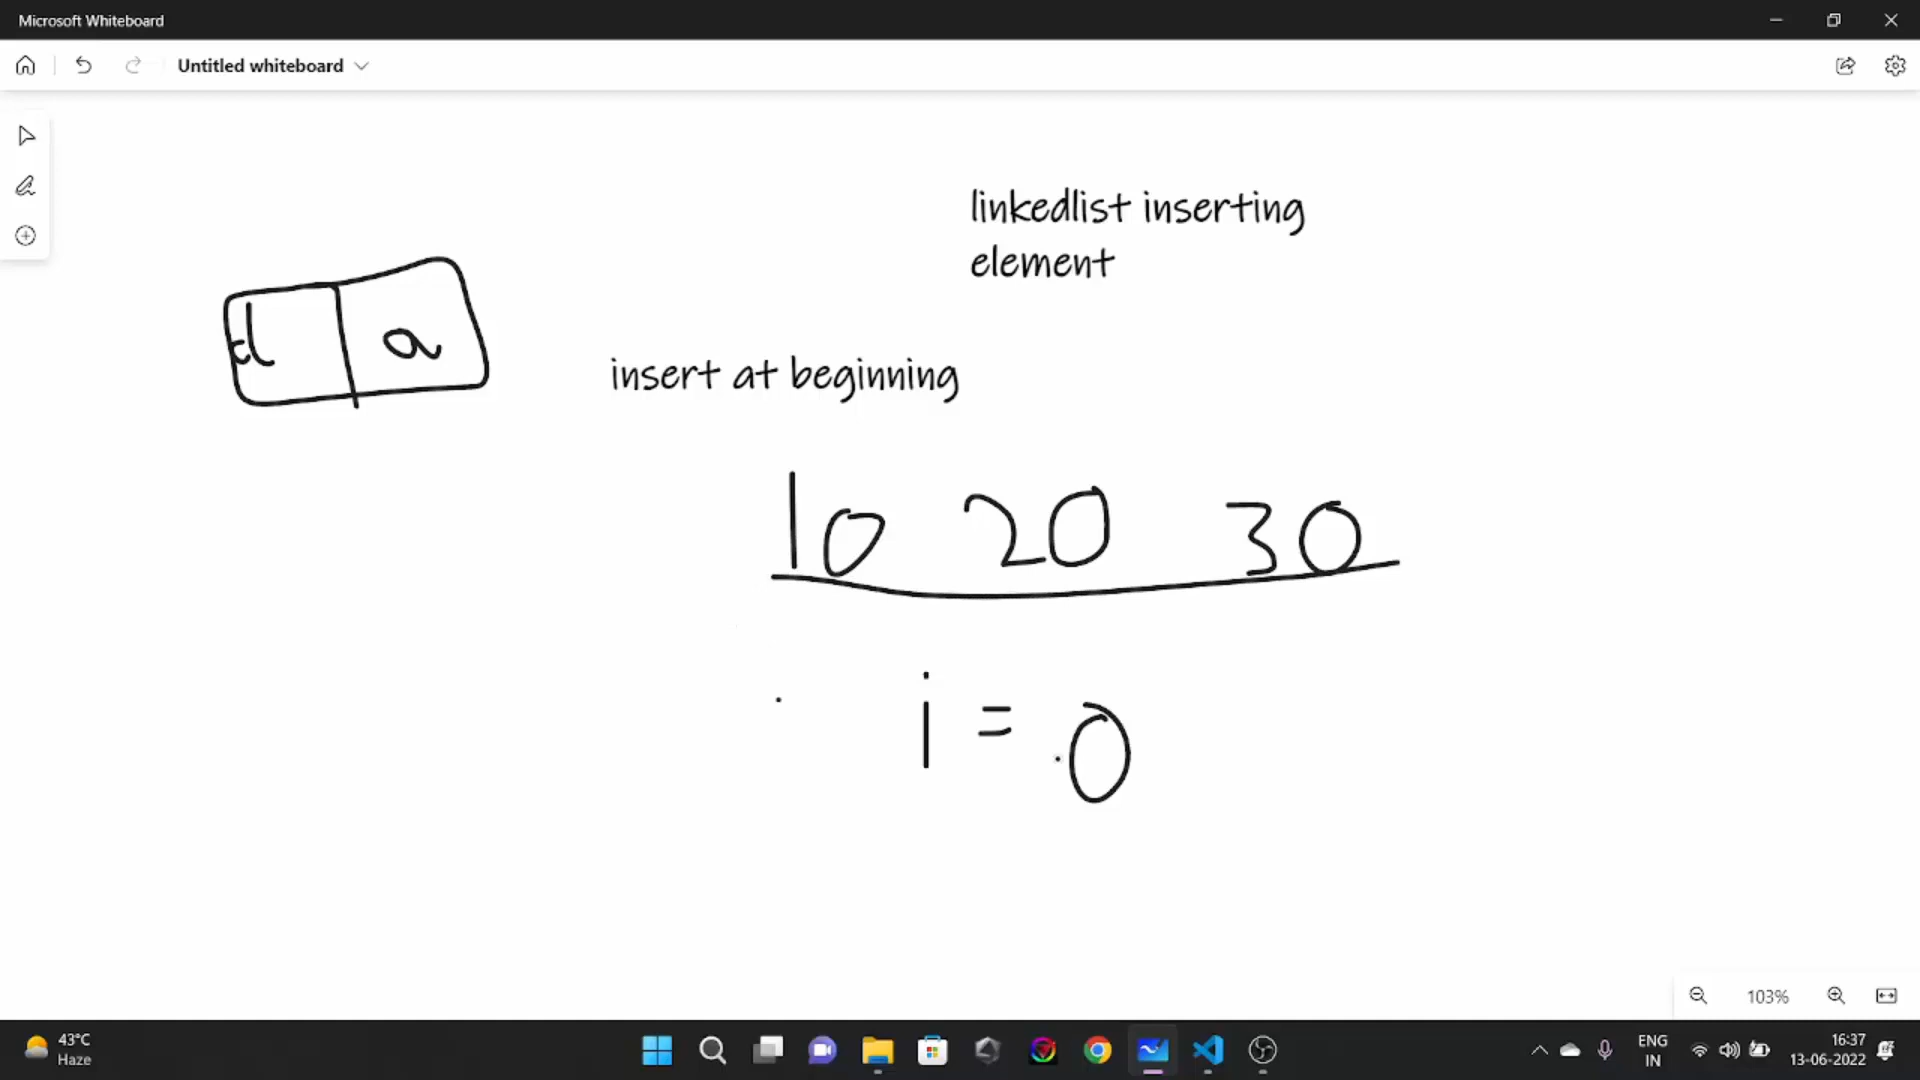 Microsoft Whiteboard
Untitled whiteboard
linkedlist inserting
element
d a
insert at beginning
10 20 30
i = 0
103%
43°C
Haze
ENG
IN
16:37
13-06-2022